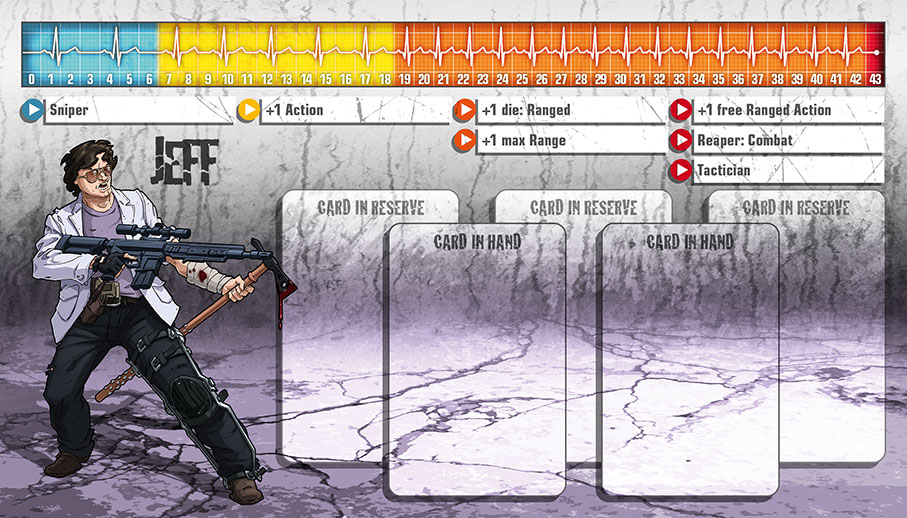 0 1 2 3 4 5 6 7 8 9 10 11 12 13 14 15 16 17 18 19 20 21 22 23 24 25 26 27 28 29 30 31 32 33 34 35 36 37 38 39 40 41 42 43
Sniper +1 Action +1 die: Ranged +1 free Ranged Action
+1 max Range Reaper: Combat
Tactician
JEFF
CARD IN RESERVE CARD IN RESERVE CARD IN RESERVE
CARD IN HAND CARD IN HAND